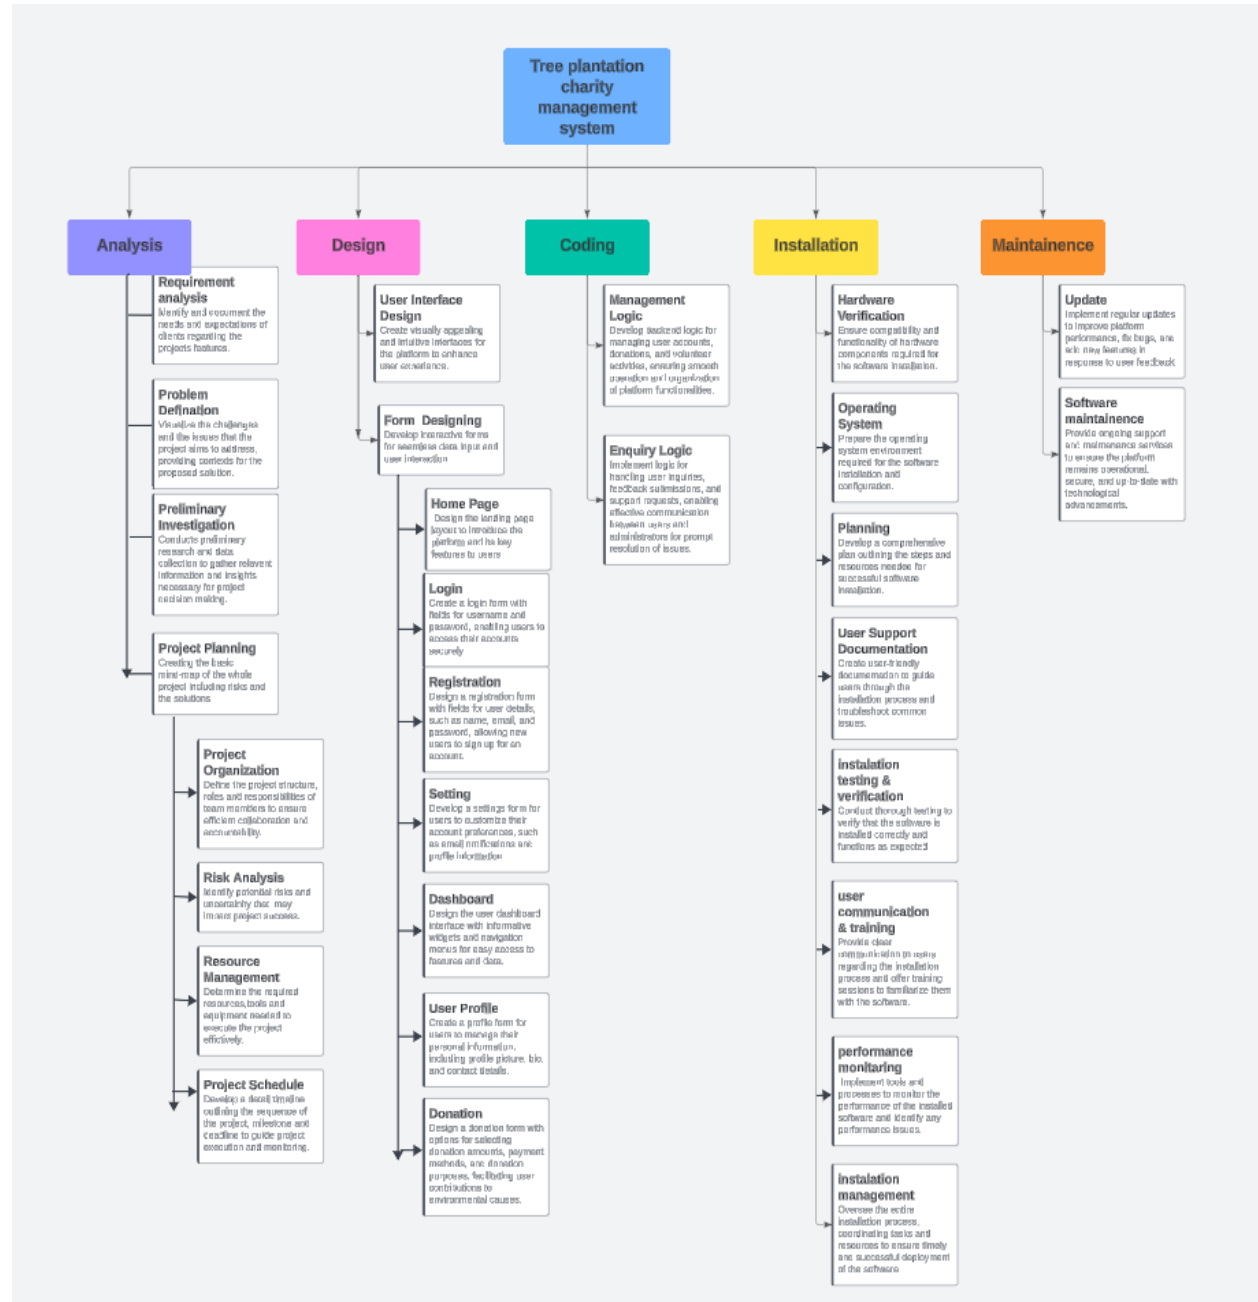 Tree plantation
charity
management
system
Analysis
Requirement
analysis
Identify and document the
needs and expectations of
clients regarding the
projects features.
Problem
Defination
Visualize the challenges
and the issues that the
project aims to address,
providing contexts for the
proposed solution.
Preliminary
Investigation
Conducts preliminary
research and data
collection to gather relevent
information and insights
necessary for project
decision making.
Project Planning
Creating the basic
mind-map of the whole
project including risks and
the solutions
Project
Organization
Define the project structure,
roles and responsibilities of
team members to ensure
efficient collaboration and
accountability.
Risk Analysis
Identify potential risks and
uncertainity that may
impact project success.
Resource
Management
Determine the required
resources,tools and
equipment needed to
execute the project
effictively.
Project Schedule
Develop a detail timeline
outlining the sequence of
the project, milestone and
deadline to guide project
execution and monitoring.
Design
User Interface
Design
Create visually appealing
and intuitive interfaces for
the platform to enhance
user experience.
Form Designing
Develop interactive forms
for seamless data input and
user interaction
Home Page
Design the landing page
layout to introduce the
platform and its key
features to users
Login
Create a login form with
fields for username and
password, enabling users to
access their accounts
securely
Registration
Design a registration form
with fields for user details,
such as name, email, and
password, allowing new
users to sign up for an
account.
Setting
Develop a settings form for
users to customize their
account preferences, such
as email notifications and
profile information
Dashboard
Design the user dashboard
interface with informative
widgets and navigation
menus for easy access to
features and data.
User Profile
Create a profile form for
users to manage their
personal information,
including profile picture, bio,
and contact details.
Donation
Design a donation form with
options for selecting
donation amounts, payment
methods, and donation
purposes, facilitating user
contributions to
environmental causes.
Coding
Management
Logic
Develop backend logic for
managing user accounts,
donations, and volunteer
activities, ensuring smooth
operation and organization
of platform functionalities.
Enquiry Logic
Implement logic for
handling user inquiries,
feedback submissions, and
support requests, enabling
effective communication
between users and
administrators for prompt
resolution of issues.
Installation
Hardware
Verification
Ensure compatibility and
functionality of hardware
components required for
the software installation.
Operating
System
Prepare the operating
system environment
required for the software
installation and
configuration.
Planning
Develop a comprehensive
plan outlining the steps and
resources needed for
successful software
installation.
User Support
Documentation
Create user-friendly
documentation to guide
users through the
installation process and
troubleshoot common
issues.
instalation
testing &
verification
Conduct thorough testing to
verify that the software is
installed correctly and
functions as expected
user
communication
& training
Provide clear
communication to users
regarding the installation
process and offer training
sessions to familiarize them
with the software.
performance
monitaring
Implement tools and
processes to monitor the
performance of the installed
software and identify any
performance issues.
instalation
management
Oversee the entire
installation process,
coordinating tasks and
resources to ensure timely
and successful deployment
of the software
Maintainence
Update
Implement regular updates
to improve platform
performance, fix bugs, and
add new features in
response to user feedback
Software
maintainence
Provide ongoing support
and maintenance services
to ensure the platform
remains operational,
secure, and up-to-date with
technological
advancements.